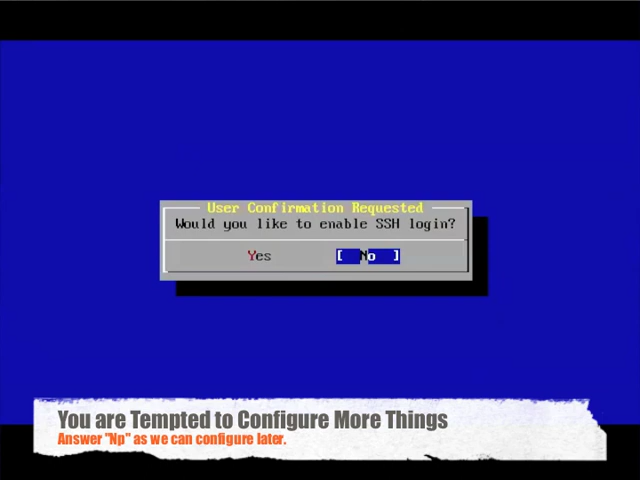 User Confirmation Requested
Would you like to enable SSH login?
Yes [ No ]
You are Tempted to Configure More Things
Answer "Np" as we can configure later.